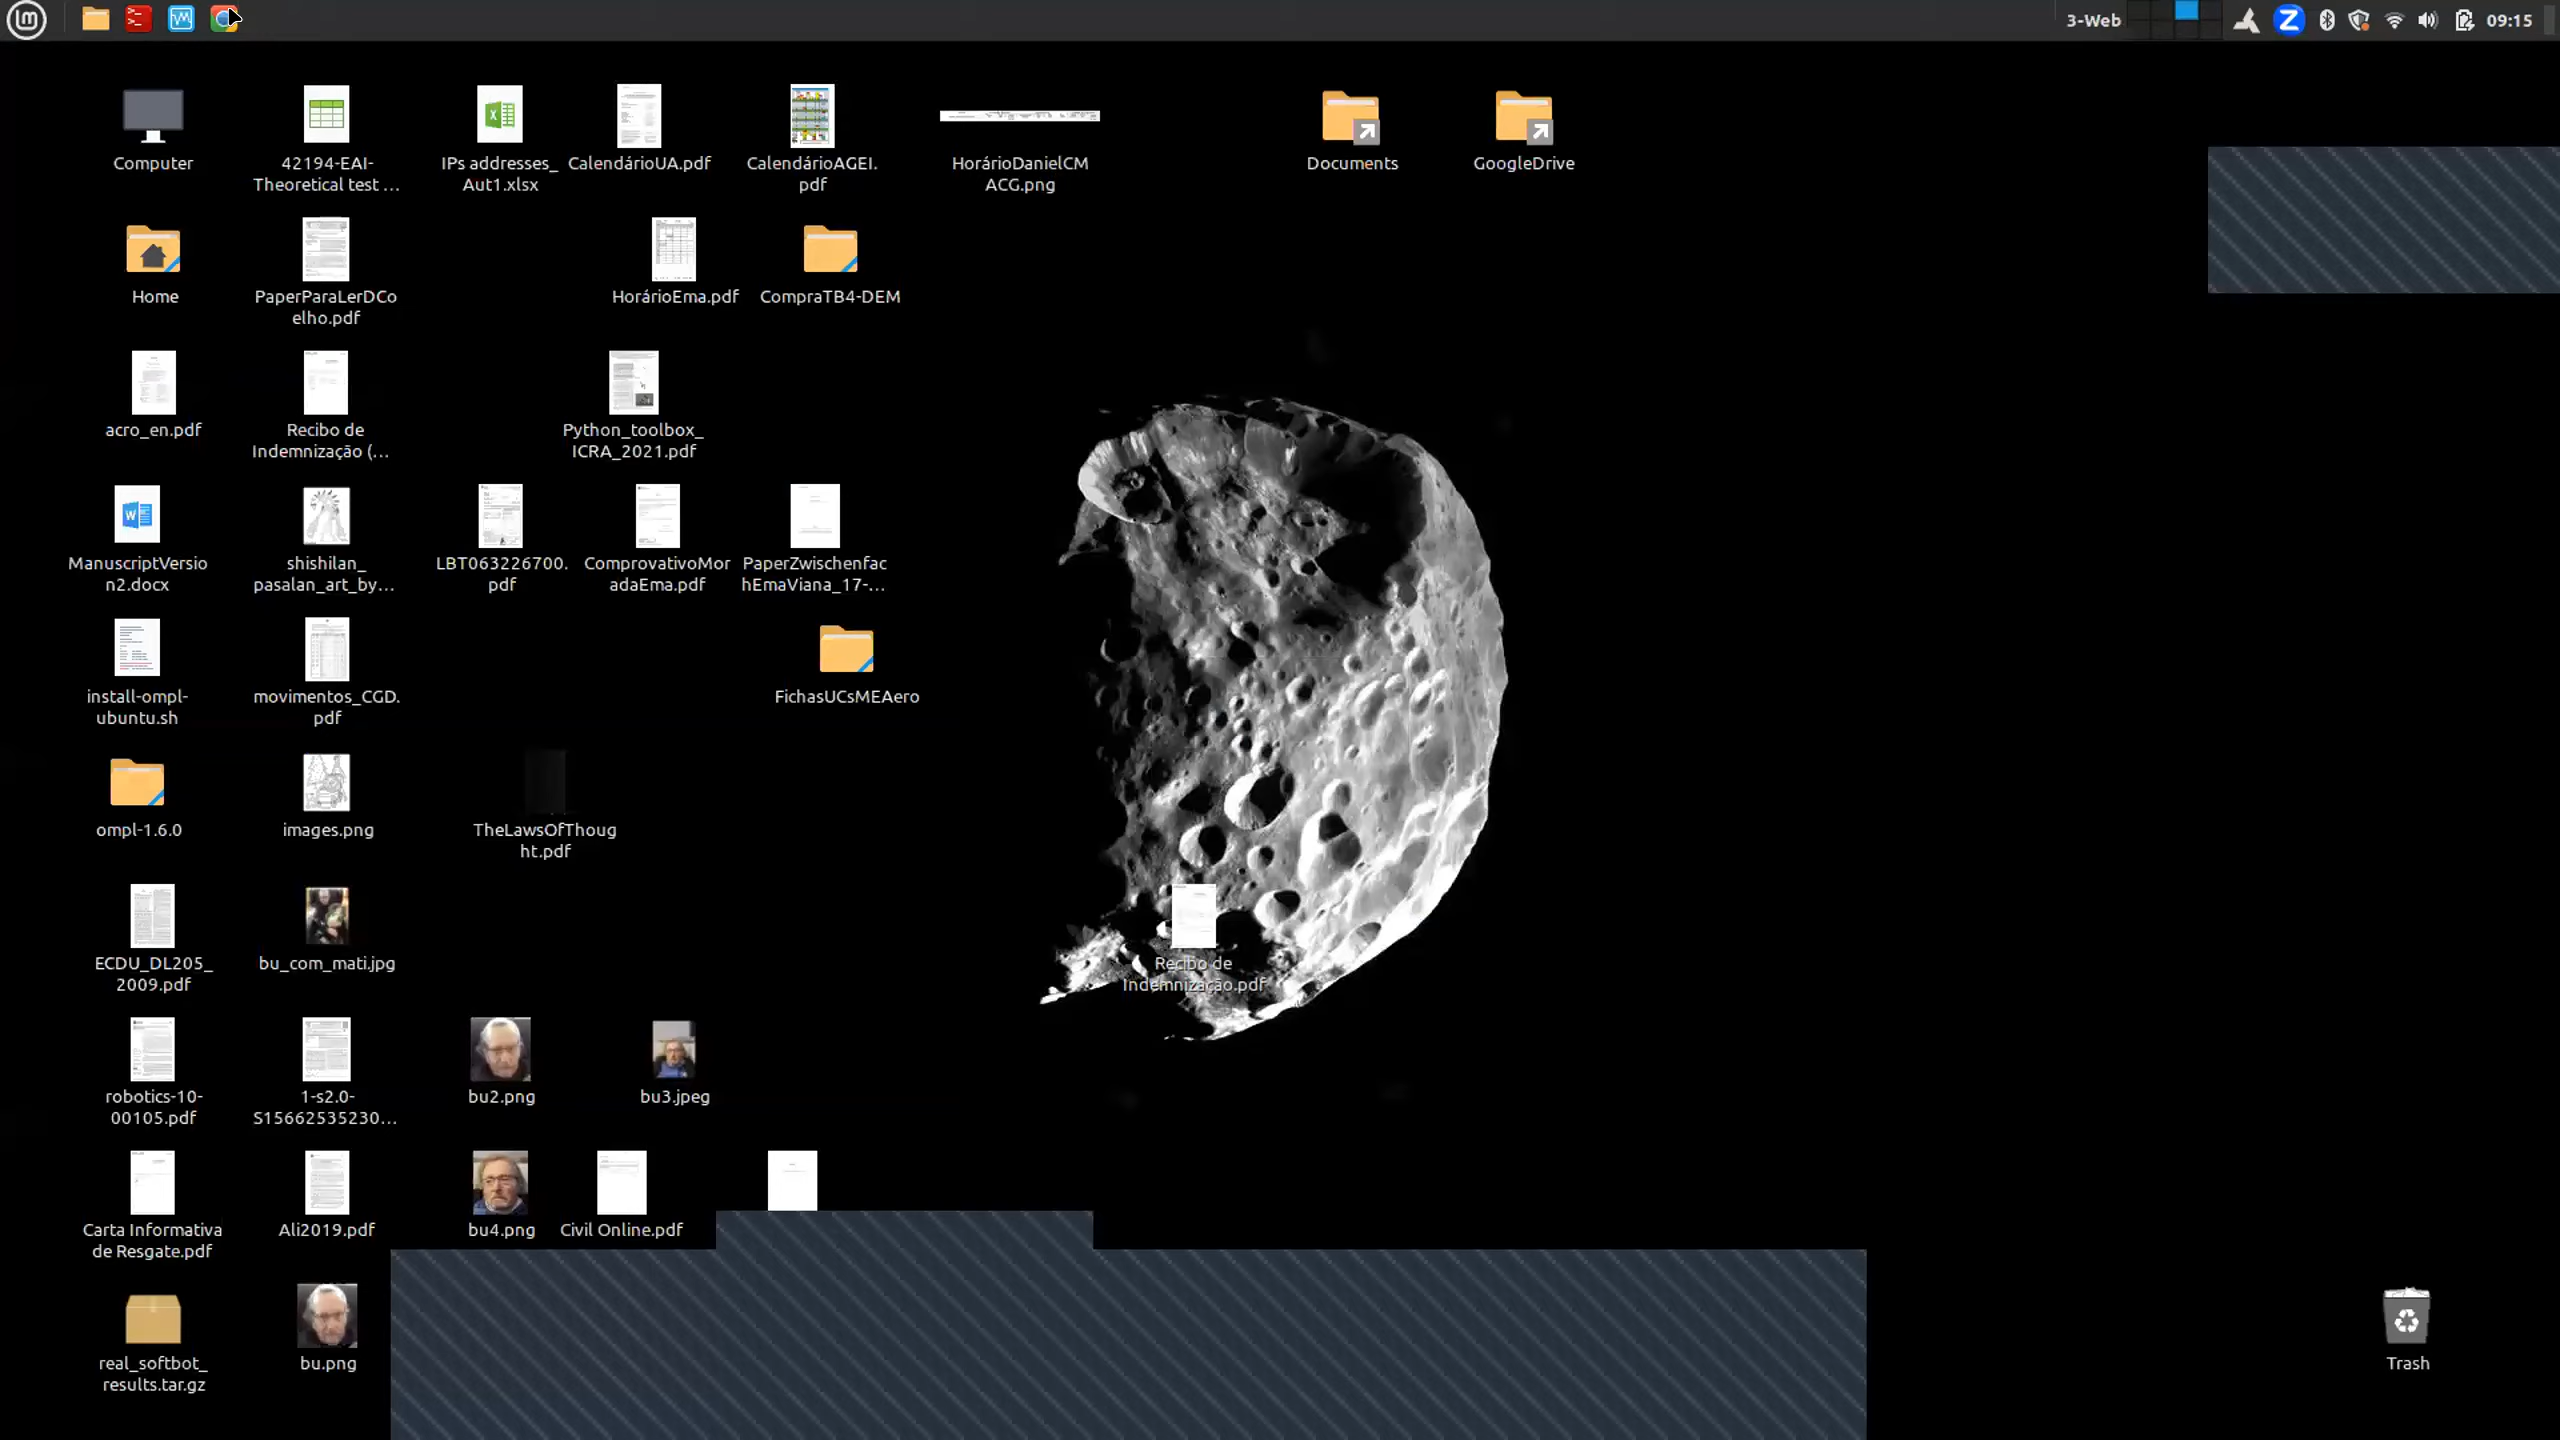 3-Web
09:15
Computer
42194-EAI-
Theoretical test ...
IPs addresses_
Aut1.xlsx
CalendárioUA.pdf
CalendárioAGEI.
pdf
HorárioDanielCM
ACG.png
Documents
GoogleDrive
Home
PaperParaLerDCo
elho.pdf
HorárioEma.pdf
CompraTB4-DEM
acro_en.pdf
Recibo de
Indemnização (...
Python_toolbox_
ICRA_2021.pdf
ManuscriptVersio
n2.docx
shishilan_
pasalan_art_by...
LBT063226700.
pdf
ComprovativoMor
adaEma.pdf
PaperZwischenfac
hEmaViana_17-...
install-ompl-
ubuntu.sh
movimentos_CGD.
pdf
FichasUCsMEAero
ompl-1.6.0
images.png
TheLawsOfThoug
ht.pdf
ECDU_DL205_
2009.pdf
bu_com_mati.jpg
Recibo de
Indemnização.pdf
robotics-10-
00105.pdf
1-s2.0-
S15662535230...
bu2.png
bu3.jpeg
Carta Informativa
de Resgate.pdf
Ali2019.pdf
bu4.png
Civil Online.pdf
real_softbot_
results.tar.gz
bu.png
Trash